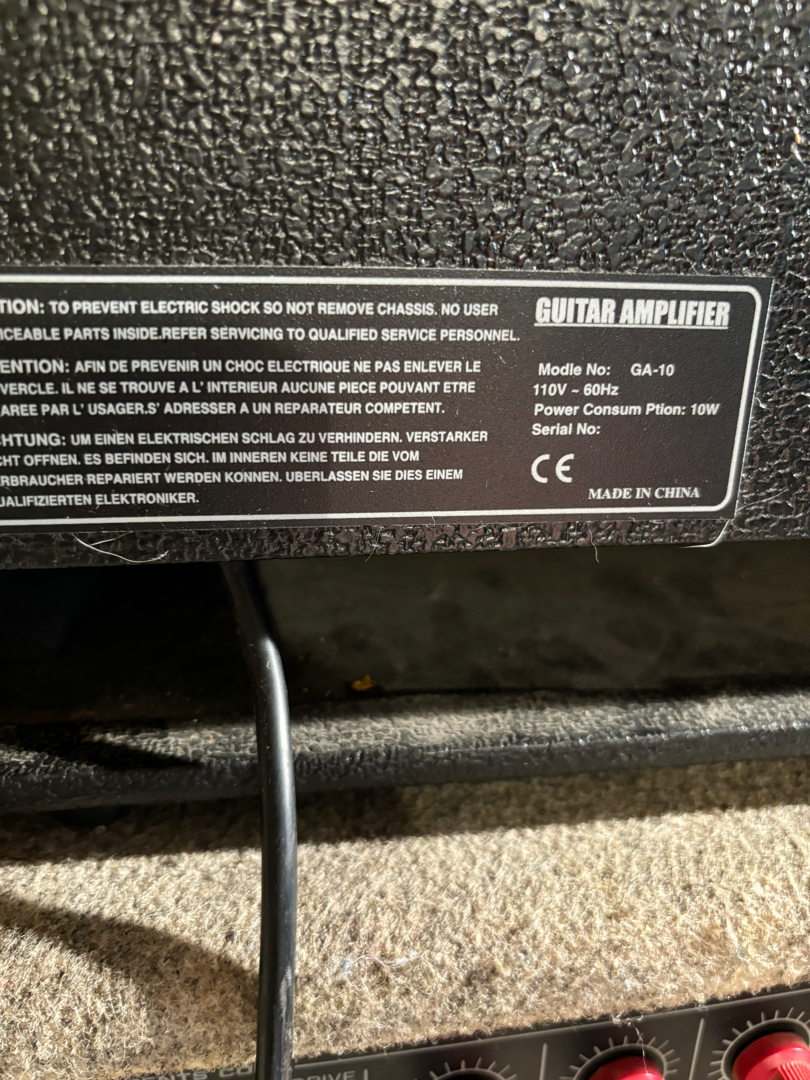 TION: TO PREVENT ELECTRIC SHOCK SO NOT REMOVE CHASSIS. NO USER
ICEABLE PARTS INSIDE.REFER SERVICING TO QUALIFIED SERVICE PERSONNEL.
ENTION: AFIN DE PREVENIR UN CHOC ELECTRIQUE NE PAS ENLEVER LE
VERCLE. IL NE SE TROUVE A L' INTERIEUR AUCUNE PIECE POUVANT ETRE
AREE PAR L' USAGER.S' ADRESSER A UN REPARATEUR COMPETENT.
CHTUNG: UM EINEN ELEKTRISCHEN SCHLAG ZU VERHINDERN. VERSTARKER
CHT OFFNEN. ES BEFINDEN SICH. IM INNEREN KEINE TEILE DIE VOM
ERBRAUCHER REPARIERT WERDEN KONNEN. UBERLASSEN SIE DIES EINEM
UALIFIZIERTEN ELEKTRONIKER.
GUITAR AMPLIFIER
Modle No: GA-10
110V ~ 60Hz
Power Consum Ption: 10W
Serial No:
CE
MADE IN CHINA
DRIVE